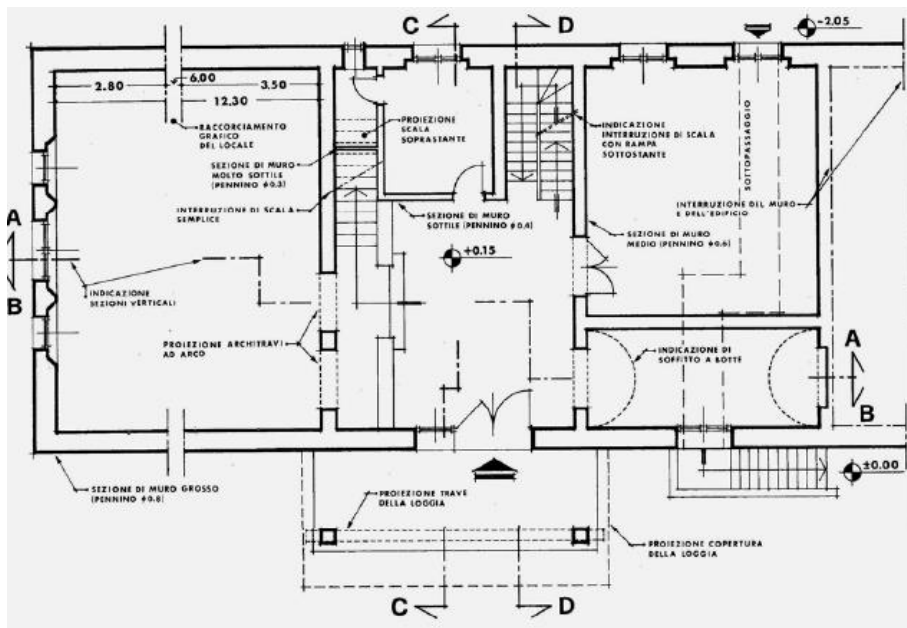 C
D
-2.05
2.80
6.00
3.50
12.30
RACCORCIAMENTO
GRAFICO
DEL LOCALE
SEZIONE DI MURO
MOLTO SOTTILE
(PENNINO ø0.3)
INTERRUZIONE DI SCALA
SEMPLICE
PROIEZIONE
SCALA
SOPRASTANTE
INDICAZIONE
INTERRUZIONE DI SCALA
CON RAMPA
SOTTOSTANTE
SOTTOPASSAGGIO
INTERRUZIONE DEL MURO
E DELL'EDIFICIO
SEZIONE DI MURO
SOTTILE (PENNINO ø0.4)
SEZIONE DI MURO
MEDIO (PENNINO ø0.6)
A
B
+0.15
INDICAZIONE
SEZIONI VERTICALI
PROIEZIONE ARCHITRAVI
AD ARCO
INDICAZIONE DI
SOFFITTO A BOTTE
A
B
±0.00
SEZIONE DI MURO GROSSO
(PENNINO ø0.8)
PROIEZIONE TRAVE
DELLA LOGGIA
PROIEZIONE COPERTURA
DELLA LOGGIA
C
D